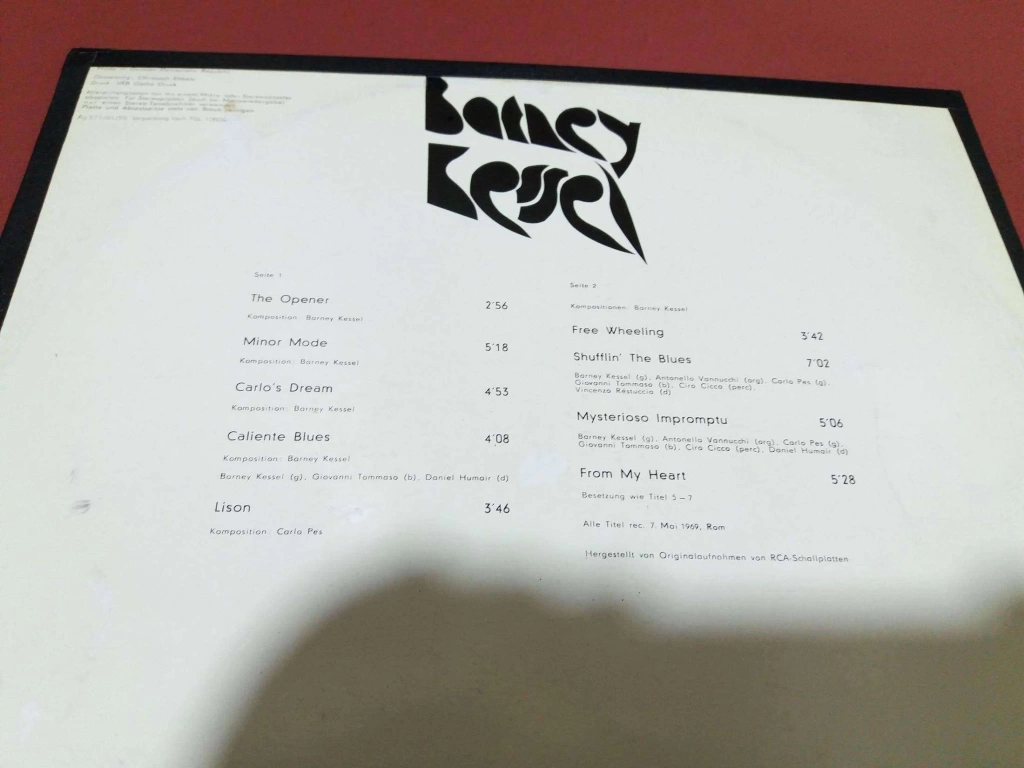 Druck: VEB Gotha Druck
Barney
Kessel
Seite 1
The Opener 2'56
Komposition: Barney Kessel
Minor Mode 5'18
Komposition: Barney Kessel
Carlo's Dream 4'53
Komposition: Barney Kessel
Caliente Blues 4'08
Komposition: Barney Kessel
Barney Kessel (g), Giovanni Tommaso (b), Daniel Humair (d)
Lison 3'46
Komposition: Carlo Pes
Seite 2
Kompositionen: Barney Kessel
Free Wheeling 3'42
Shufflin' The Blues 7'02
Barney Kessel (g), Antonello Vannucchi (org), Carlo Pes (g),
Giovanni Tommaso (b), Ciro Cicco (perc),
Vincenzo Restuccia (d)
Mysterioso Impromptu 5'06
Barney Kessel (g), Antonello Vannucchi (org), Carlo Pes (g),
Giovanni Tommaso (b), Ciro Cicco (perc), Daniel Humair (d)
From My Heart 5'28
Besetzung wie Titel 5–7
Alle Titel rec. 7. Mai 1969, Rom
Hergestellt von Originalaufnahmen von RCA-Schallplatten